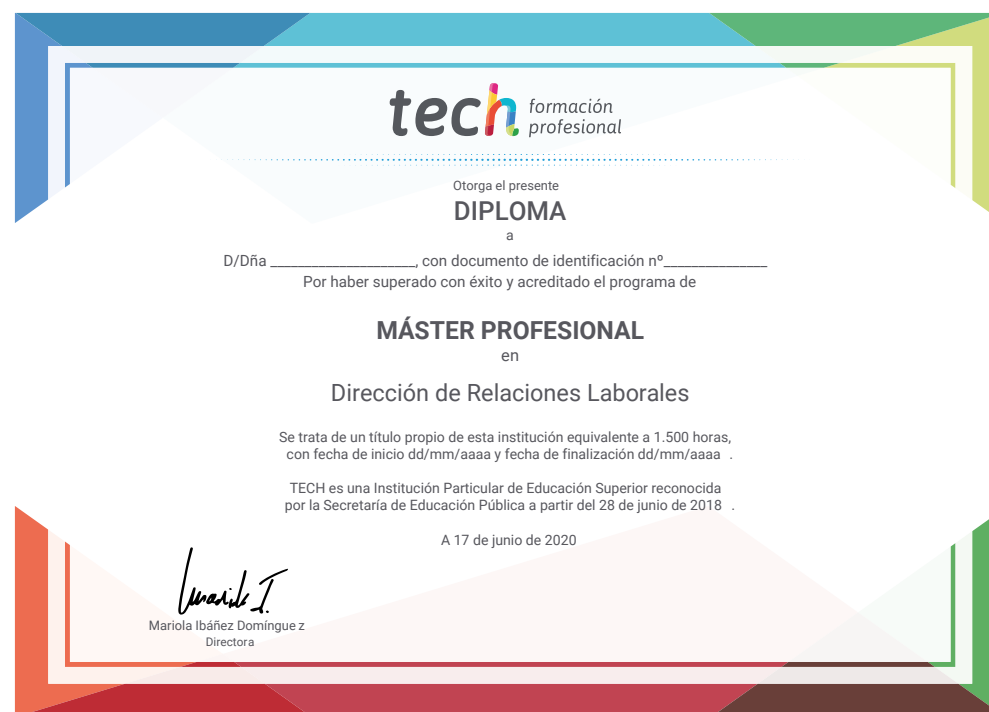 tech formación
profesional
Otorga el presente
DIPLOMA
a
D/Dña _________________, con documento de identificación nº____________
Por haber superado con éxito y acreditado el programa de
MÁSTER PROFESIONAL
en
Dirección de Relaciones Laborales
Se trata de un título propio de esta institución equivalente a 1.500 horas,
con fecha de inicio dd/mm/aaaa y fecha de finalización dd/mm/aaaa .
TECH es una Institución Particular de Educación Superior reconocida
por la Secretaría de Educación Pública a partir del 28 de junio de 2018 .
A 17 de junio de 2020
Mariola I.
Mariola Ibáñez Domíngue z
Directora